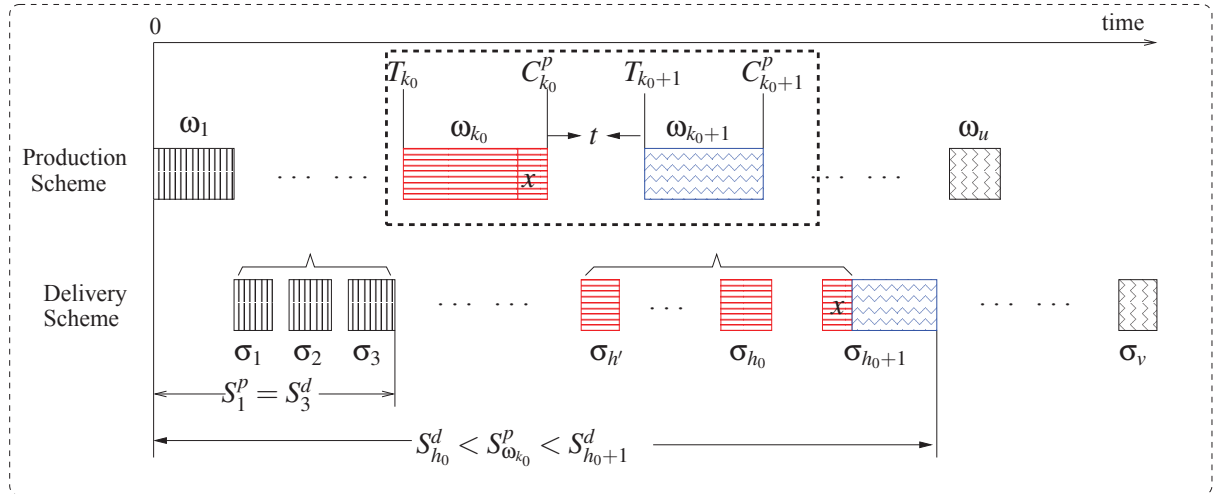 0 time
T_{k_0} C^p_{k_0} T_{k_0+1} C^p_{k_0+1}
ω_1 ω_{k_0} t ω_{k_0+1} ω_u
Production
Scheme
x
... ... ... ...
Delivery
Scheme
... ... ... x ... ...
σ_1 σ_2 σ_3 σ_{h'} σ_{h_0} σ_{h_0+1} σ_v
S^p_1 = S^d_3
S^d_{h_0} < S^p_{ω_{k_0}} < S^d_{h_0+1}